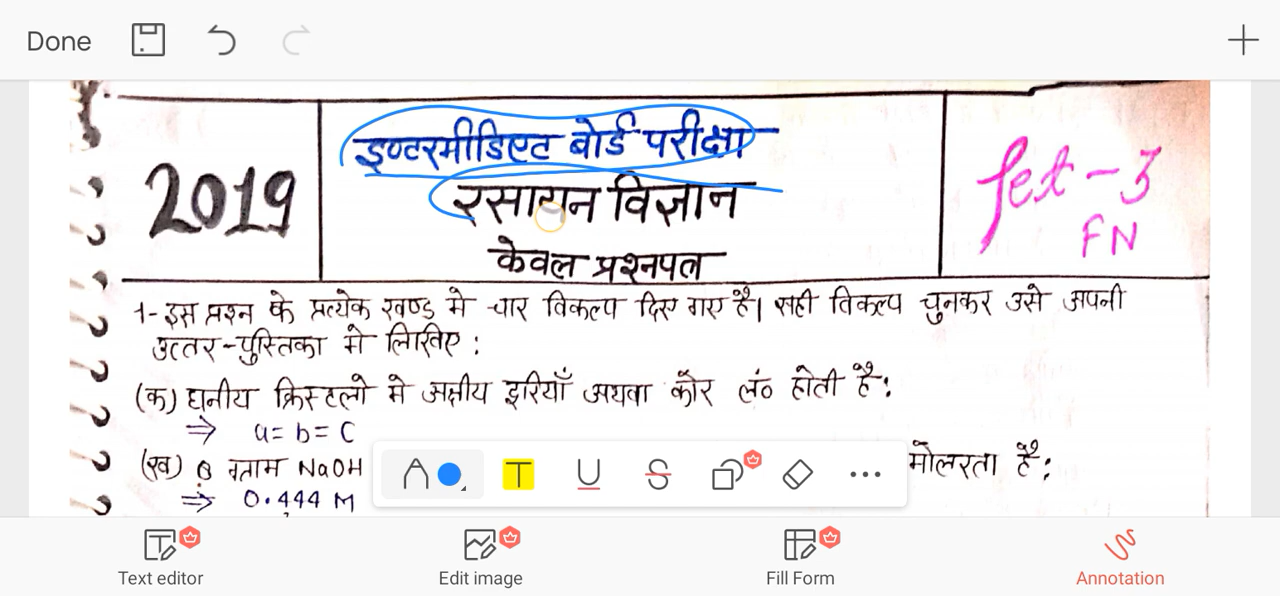 Done
2019
इण्टरमीडिएट बोर्ड परीक्षा
रसायन विज्ञान
केवल प्रश्नपत्र
Set-3
FN
1- इस प्रश्न के प्रत्येक खण्ड मे चार विकल्प दिए गए है। सही विकल्प चुनकर उसे अपनी
उत्तर-पुस्तिका मे लिखिए :
(क) घनीय क्रिस्टलो मे अक्षीय दूरियाँ अथवा कोर लं० होती है :
⇒ a = b = c
(ख) NaOH मोलरता है :
⇒ 0.444 M
Text editor
Edit image
Fill Form
Annotation